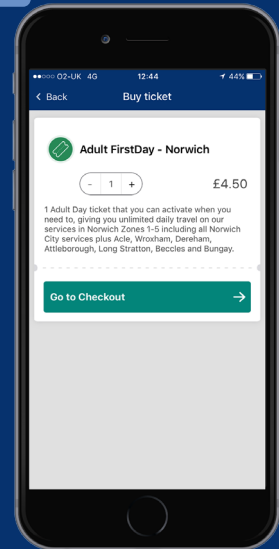 O2-UK 4G 12:44 44%
Back Buy ticket
Adult FirstDay - Norwich
- 1 + £4.50
1 Adult Day ticket that you can activate when you
need to, giving you unlimited daily travel on our
services in Norwich Zones 1-5 including all Norwich
City services plus Acle, Wroxham, Dereham,
Attleborough, Long Stratton, Beccles and Bungay.
Go to Checkout